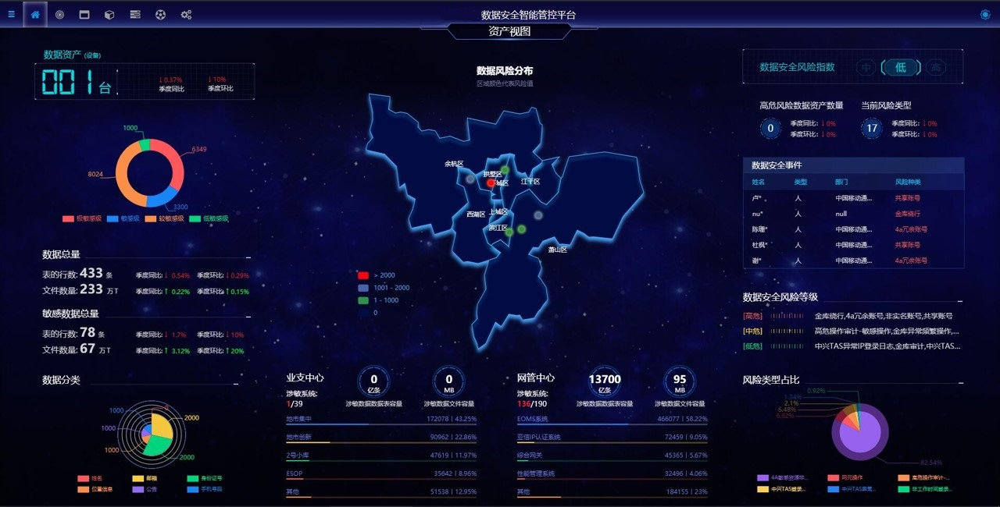 数据安全智能管控平台
资产视图
数据资产 (设备)
001 台
↓0.37% ↓10%
季度同比 季度环比
1000
6349
8024
3300
极敏感级 敏感级 较敏感级 低敏感级
数据总量
表的行数: 433 条 季度同比:↓ 0.54% 季度环比:↓ 0.29%
文件数量: 233 万T 季度同比:↑ 0.22% 季度环比:↑ 0.15%
敏感数据总量
表的行数: 78 条 季度同比:↓ 1.7% 季度环比:↓ 10%
文件数量: 67 万T 季度同比:↑ 3.12% 季度环比:↑ 20%
数据分类
0
1000
2000
1000
1000
2000
姓名 邮箱 身份证号
位置信息 公告 手机号码
数据风险分布
区域颜色代表风险值
余杭区
拱墅区
城区
江干区
西湖区
上城区
滨江区
萧山区
> 2000
1001 - 2000
1 - 1000
0
业支中心
涉敏系统:
1/39
0
亿条
涉敏数据数据表容量
0
MB
涉敏数据文件容量
地市集中 172078 | 43.25%
地市创新 90962 | 22.86%
2号小库 47619 | 11.97%
ESOP 35642 | 8.96%
其他 51538 | 12.95%
网管中心
涉敏系统:
136/190
13700
亿条
涉敏数据数据表容量
95
MB
涉敏数据文件容量
EOMS系统 466077 | 58.22%
亚信IP认证系统 72459 | 9.05%
综合网关 45365 | 5.67%
性能管理系统 32496 | 4.06%
其他 184155 | 23%
数据安全风险指数 中 低 高
高危风险数据资产数量 当前风险类型
0 季度同比: ↓ 0%
季度环比: ↓ 0%
17 季度同比: ↓ 0%
季度环比: ↓ 0%
数据安全事件
姓名 类型 部门 风险种类
卢* 人 中国移动通... 共享账号
nu* 人 null 金库绕行
陈珊* 人 中国移动通... 4a冗余账号
杜枫* 人 中国移动通... 共享账号
谢* 人 中国移动通... 4a冗余账号
数据安全风险等级
[高危] 金库绕行,4a冗余账号,非实名账号,共享账号
[中危] 高危操作审计-敏感操作,金库异常频繁操作,...
[低危] 中兴TAS异常IP登录日志,金库审计,中兴TAS...
风险类型占比
0.92%
1.34%
2.1%
6.48%
6.62%
82.54%
4A敏感资源华... 网元操作 高危操作审计-...
中兴TAS登录... 中兴TAS异常... 非工作时间登录...